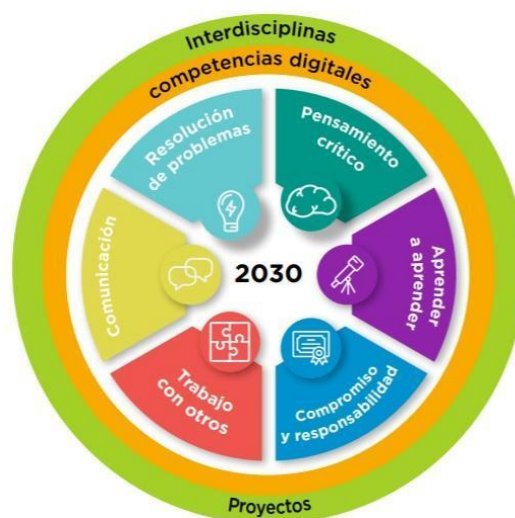 Interdisciplinas
competencias digitales
Resolución
de problemas
Pensamiento
crítico
Comunicación
2030
Aprender
a aprender
Trabajo
con otros
Compromiso
y responsabilidad
Proyectos